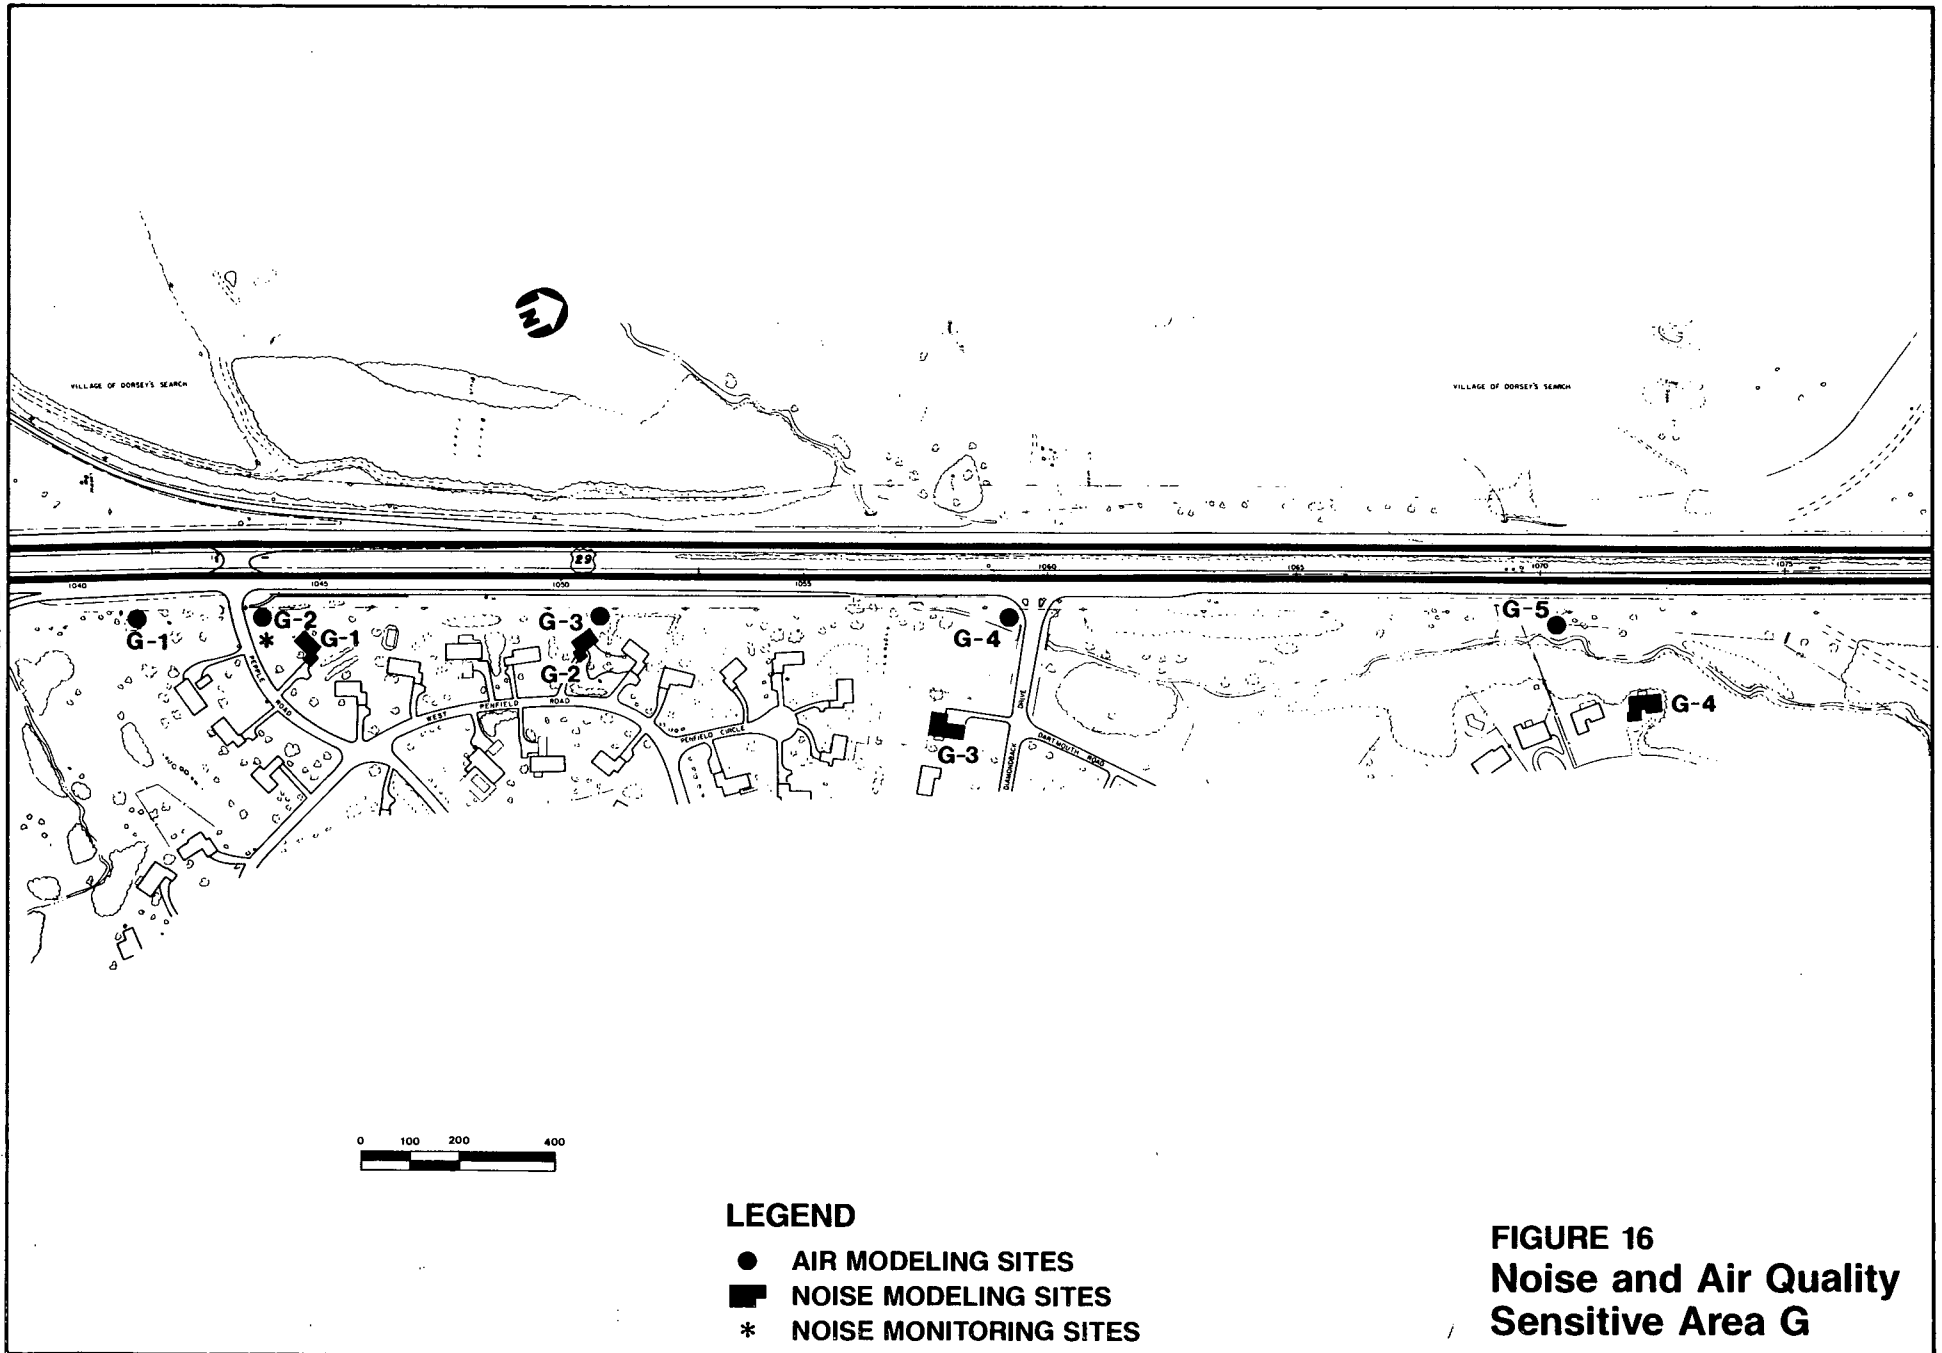 N
VILLAGE OF DORSEY'S SEARCH
VILLAGE OF DORSEY'S SEARCH
29
1040
1045
1050
1055
1060
1065
1070
1075
G-1
G-2
G-1
G-3
G-2
G-4
G-3
G-5
G-4
PEPPLE ROAD
WEST PENFIELD ROAD
PENFIELD CIRCLE
DIAMONDBACK DRIVE
DARTMOUTH ROAD
0 100 200 400
LEGEND
AIR MODELING SITES
NOISE MODELING SITES
* NOISE MONITORING SITES
FIGURE 16
Noise and Air Quality
Sensitive Area G